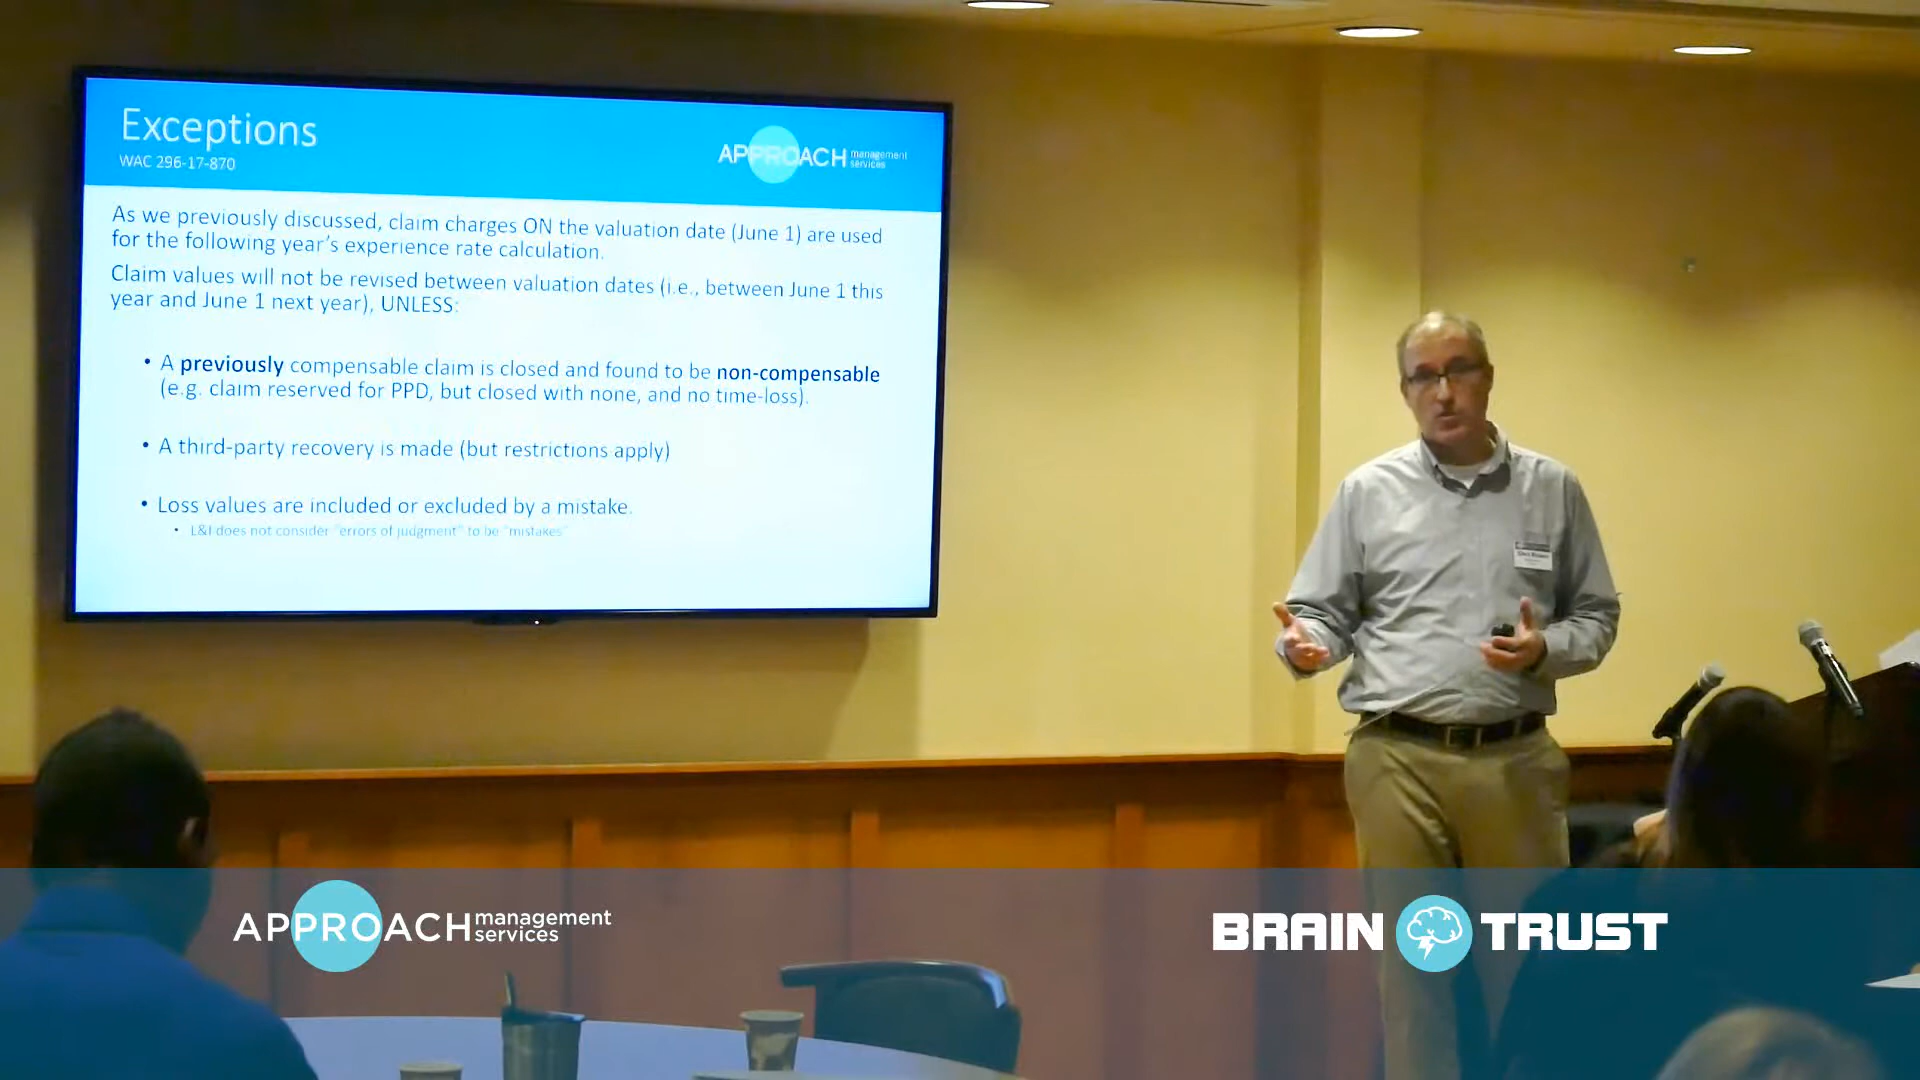 Exceptions
WAC 296-17-870
APPROACH management services
As we previously discussed, claim charges ON the valuation date (June 1) are used
for the following year's experience rate calculation.
Claim values will not be revised between valuation dates (i.e., between June 1 this
year and June 1 next year), UNLESS:
• A previously compensable claim is closed and found to be non-compensable
(e.g. claim reserved for PPD, but closed with none, and no time-loss).
• A third-party recovery is made (but restrictions apply)
• Loss values are included or excluded by a mistake.
• L&I does not consider "errors of judgment" to be "mistakes"
APPROACH management services
BRAIN TRUST